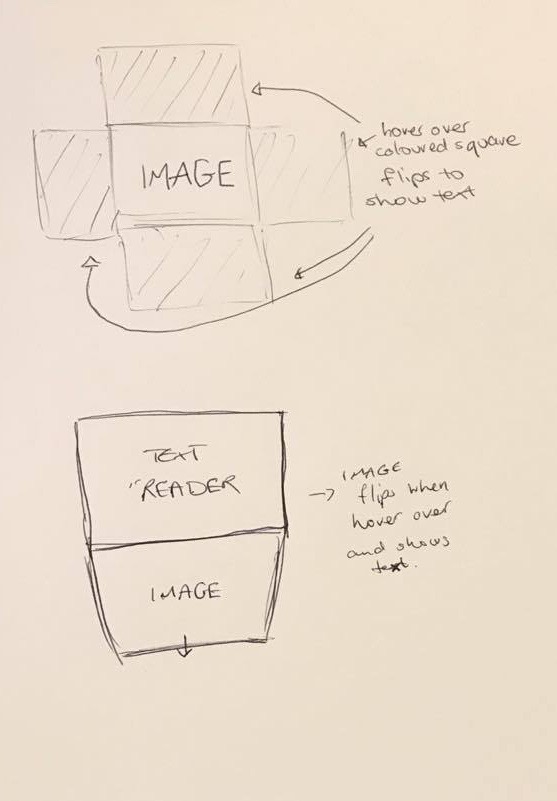 IMAGE
hover over
coloured square
flips to
show text
TEXT
"READER
IMAGE
→ IMAGE
flips when
hover over
and shows
text.